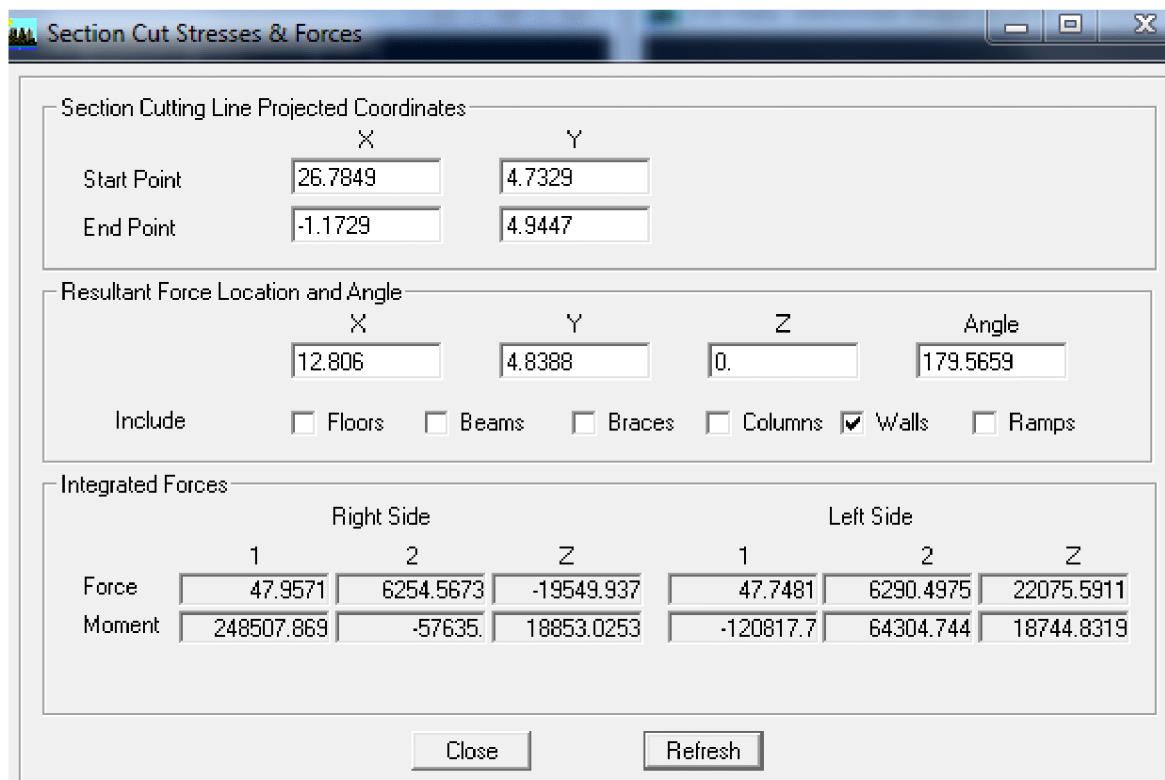 Section Cut Stresses & Forces
Section Cutting Line Projected Coordinates
X Y
Start Point 26.7849 4.7329
End Point -1.1729 4.9447
Resultant Force Location and Angle
X Y Z Angle
12.806 4.8388 0. 179.5659
Include Floors Beams Braces Columns Walls Ramps
Integrated Forces
Right Side Left Side
1 2 Z 1 2 Z
Force 47.9571 6254.5673 -19549.937 47.7481 6290.4975 22075.5911
Moment 248507.869 -57635. 18853.0253 -120817.7 64304.744 18744.8319
Close Refresh